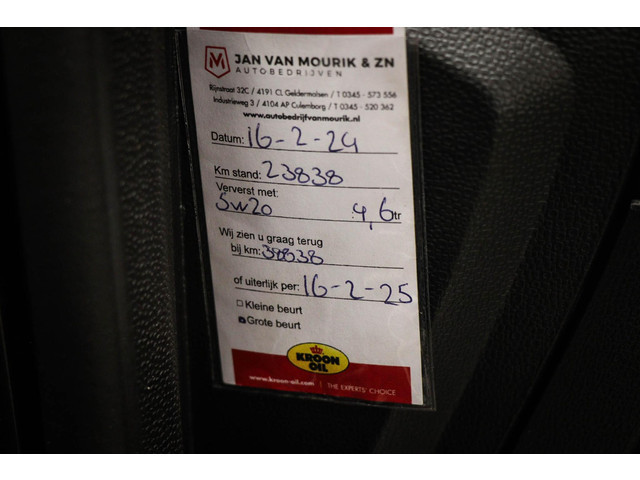 JAN VAN MOURIK & ZN
AUTOBEDRIJVEN
Rijnstraat 32C / 4191 CL Geldermalsen / T 0345 - 573 556
Industrieweg 3 / 4104 AP Culemborg / T 0345 - 520 362
www.autobedrijfvanmourik.nl
Datum: 16-2-24
Km stand: 23838
Ververst met:
5w20 4,6 ltr
Wij zien u graag terug
bij km: 38838
of uiterlijk per: 16-2-25
Kleine beurt
Grote beurt
KROON
OIL
www.kroon-oil.com | THE EXPERTS' CHOICE